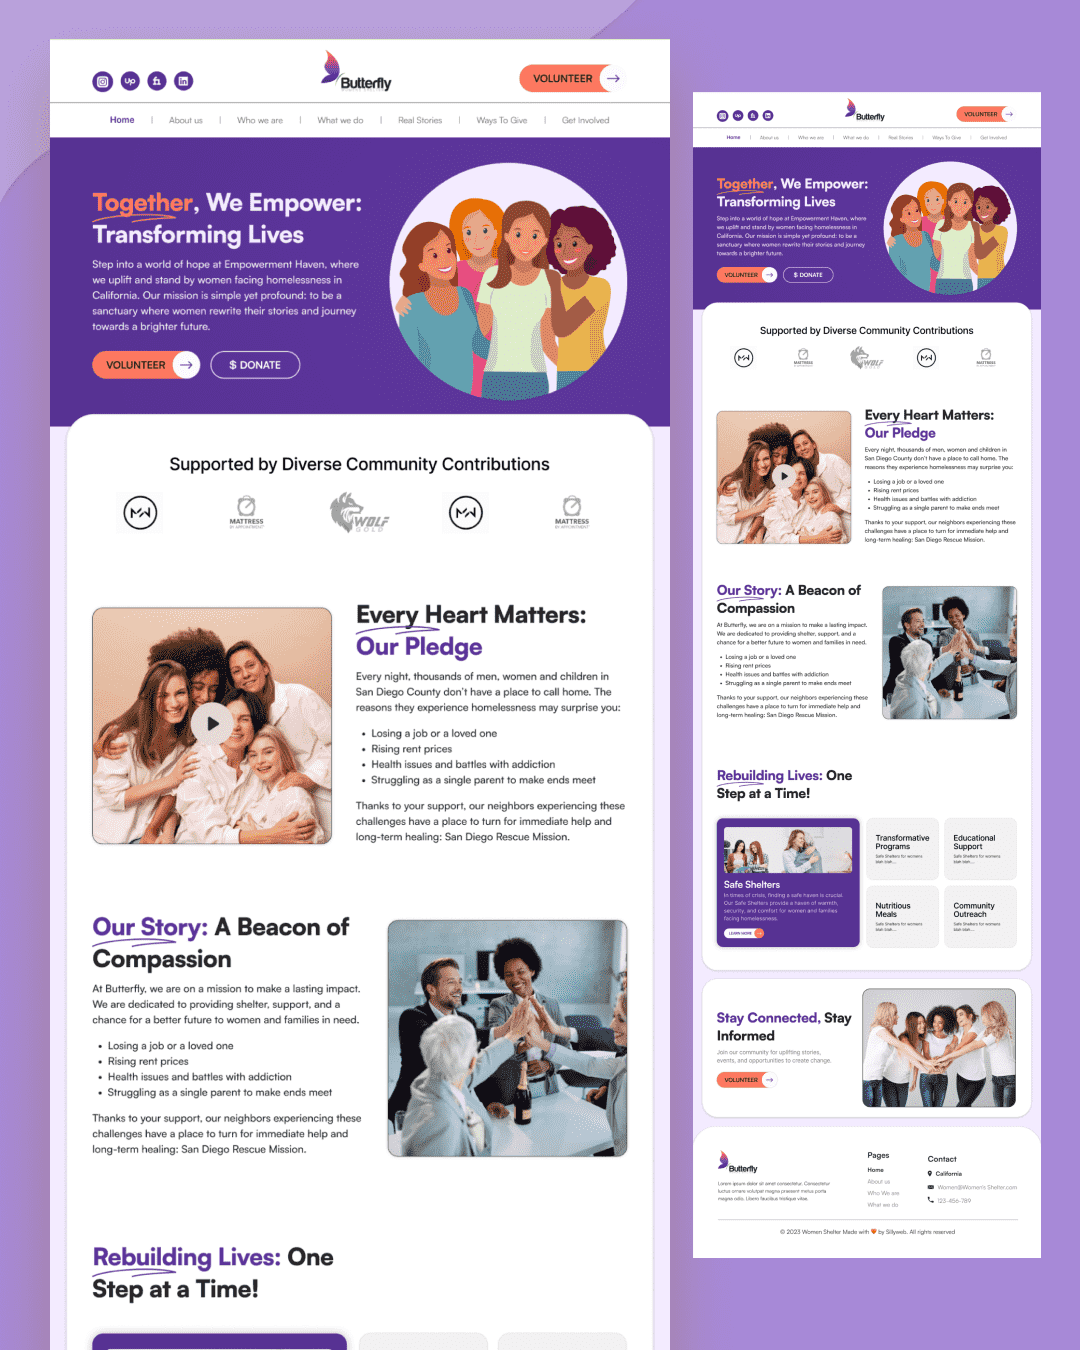 Up
in
Butterfly
VOLUNTEER
Home
About us
Who we are
What we do
Real Stories
Ways To Give
Get Involved
Together, We Empower:
Transforming Lives
Step into a world of hope at Empowerment Haven, where
we uplift and stand by women facing homelessness in
California. Our mission is simple yet profound: to be a
sanctuary where women rewrite their stories and journey
towards a brighter future.
VOLUNTEER
$ DONATE
Supported by Diverse Community Contributions
MATTRESS
BY APPOINTMENT
WOLF
GOLD
MATTRESS
BY APPOINTMENT
Every Heart Matters:
Our Pledge
Every night, thousands of men, women and children in
San Diego County don't have a place to call home. The
reasons they experience homelessness may surprise you:
• Losing a job or a loved one
• Rising rent prices
• Health issues and battles with addiction
• Struggling as a single parent to make ends meet
Thanks to your support, our neighbors experiencing these
challenges have a place to turn for immediate help and
long-term healing: San Diego Rescue Mission.
Our Story: A Beacon of
Compassion
At Butterfly, we are on a mission to make a lasting impact.
We are dedicated to providing shelter, support, and a
chance for a better future to women and families in need.
• Losing a job or a loved one
• Rising rent prices
• Health issues and battles with addiction
• Struggling as a single parent to make ends meet
Thanks to your support, our neighbors experiencing these
challenges have a place to turn for immediate help and
long-term healing: San Diego Rescue Mission.
Rebuilding Lives: One
Step at a Time!
Up
in
Butterfly
VOLUNTEER
Home
About us
Who we are
What we do
Real Stories
Ways To Give
Get Involved
Together, We Empower:
Transforming Lives
Step into a world of hope at Empowerment Haven, where
we uplift and stand by women facing homelessness in
California. Our mission is simple yet profound: to be a
sanctuary where women rewrite their stories and journey
towards a brighter future.
VOLUNTEER
$ DONATE
Supported by Diverse Community Contributions
MATTRESS
WOLF
MATTRESS
Every Heart Matters:
Our Pledge
Every night, thousands of men, women and children in
San Diego County don't have a place to call home. The
reasons they experience homelessness may surprise you:
• Losing a job or a loved one
• Rising rent prices
• Health issues and battles with addiction
• Struggling as a single parent to make ends meet
Thanks to your support, our neighbors experiencing these
challenges have a place to turn for immediate help and
long-term healing: San Diego Rescue Mission.
Our Story: A Beacon of
Compassion
At Butterfly, we are on a mission to make a lasting impact.
We are dedicated to providing shelter, support, and a
chance for a better future to women and families in need.
• Losing a job or a loved one
• Rising rent prices
• Health issues and battles with addiction
• Struggling as a single parent to make ends meet
Thanks to your support, our neighbors experiencing these
challenges have a place to turn for immediate help and
long-term healing: San Diego Rescue Mission.
Rebuilding Lives: One
Step at a Time!
Safe Shelters
In times of crisis, finding a safe haven is crucial.
Our Safe Shelters provide a haven of warmth,
security, and comfort for women and families
facing homelessness.
LEARN MORE
Transformative
Programs
Safe Shelters for womens
blah blah...
Educational
Support
Safe Shelters for womens
blah blah...
Nutritious
Meals
Safe Shelters for womens
blah blah...
Community
Outreach
Safe Shelters for womens
blah blah...
Stay Connected, Stay
Informed
Join our community for uplifting stories,
events, and opportunities to create change.
VOLUNTEER
Butterfly
Lorem ipsum dolor sit amet consectetur. Consectetur
luctus ornare volutpat magna praesent metus porta
magna odio. Libero faucibus tristique vitae.
Pages
Home
About us
Who We are
What we do
Contact
California
Women@Women's Shelter.com
123-456-789
© 2023 Women Shelter Made with ❤ by Sillyweb. All rights reserved